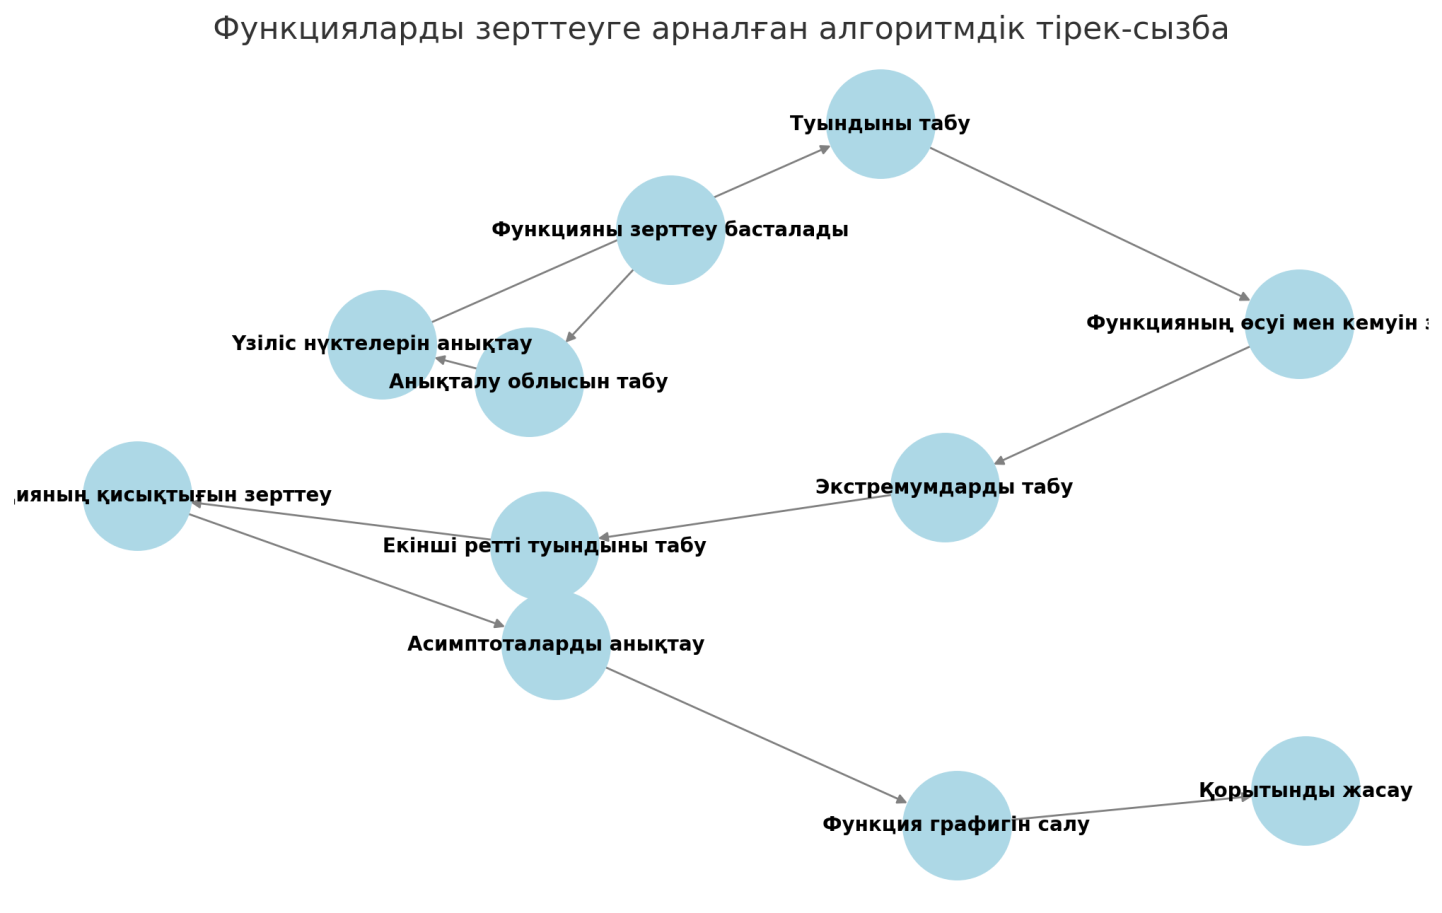 Функцияларды зерттеуге арналған алгоритмдік тірек-сызба
Туындыны табу
Функцияны зерттеу басталады
Функцияның өсуі мен кемуін
Үзіліс нүктелерін анықтау
Анықталу облысын табу
Экстремумдарды табу
қисықтығын зерттеу
Екінші ретті туындыны табу
Асимптоталарды анықтау
Қорытынды жасау
Функция графигін салу